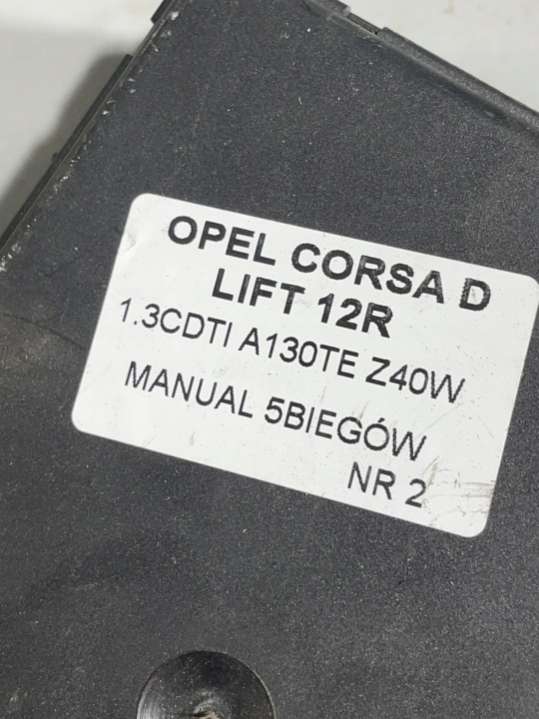 OPEL CORSA D
LIFT 12R
1.3CDTI A130TE Z40W
MANUAL 5BIEGÓW
NR 2